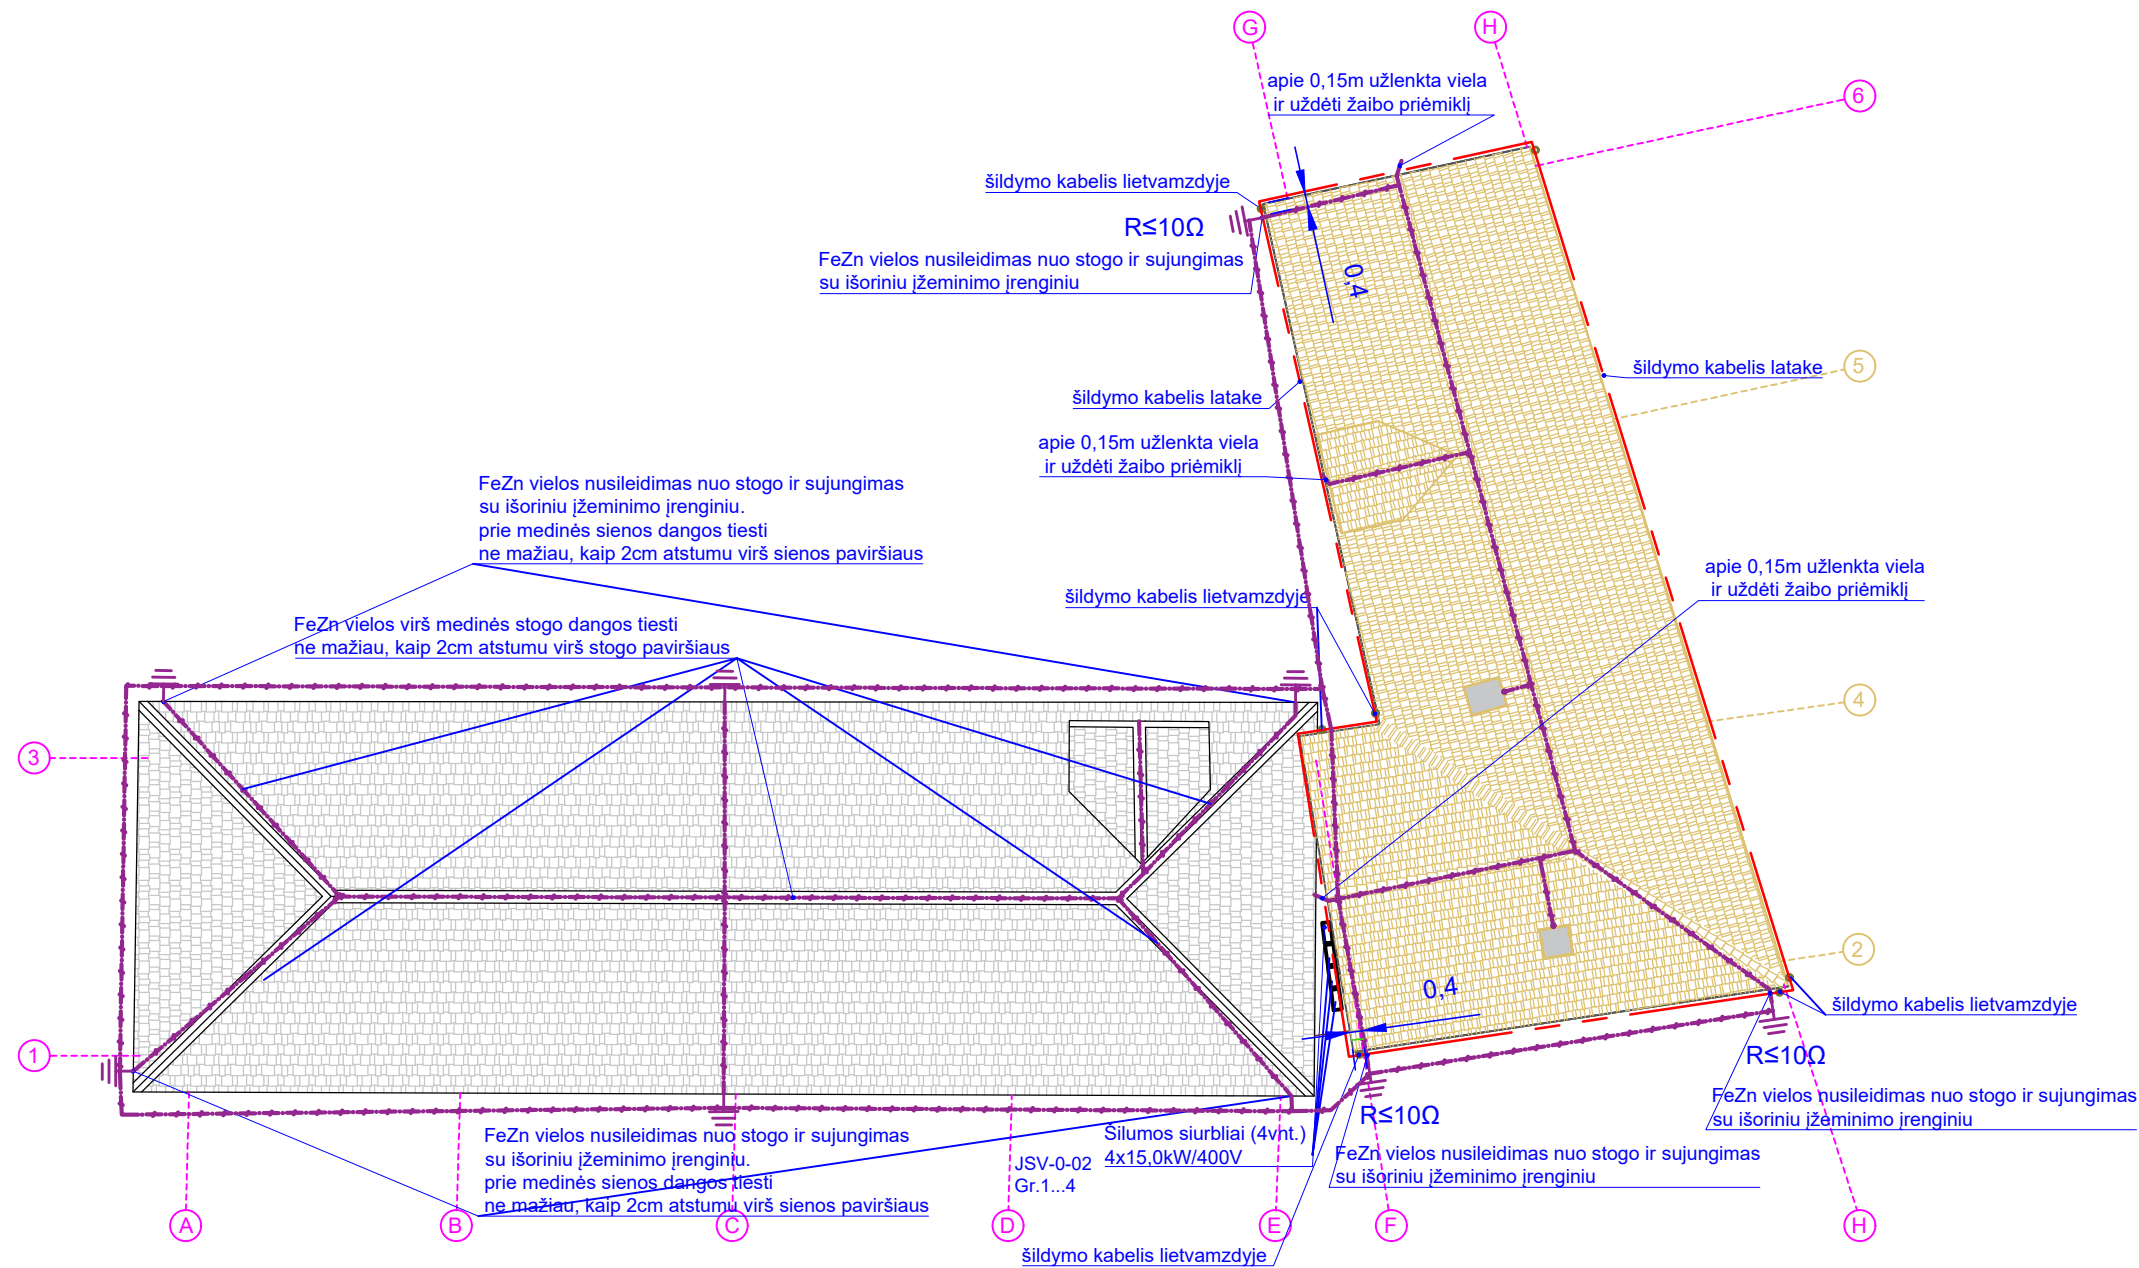 G
H
apie 0,15m užlenkta viela
ir uždėti žaibo priėmiklį
6
šildymo kabelis lietvamzdyje
R≤10Ω
FeZn vielos nusileidimas nuo stogo ir sujungimas
su išoriniu įžeminimo įrenginiu
0,4
šildymo kabelis latake
5
šildymo kabelis latake
apie 0,15m užlenkta viela
ir uždėti žaibo priėmiklį
FeZn vielos nusileidimas nuo stogo ir sujungimas
su išoriniu įžeminimo įrenginiu.
prie medinės sienos dangos tiesti
ne mažiau, kaip 2cm atstumu virš sienos paviršiaus
apie 0,15m užlenkta viela
ir uždėti žaibo priėmiklį
šildymo kabelis lietvamzdyje
FeZn vielos virš medinės stogo dangos tiesti
ne mažiau, kaip 2cm atstumu virš stogo paviršiaus
4
3
2
0,4
šildymo kabelis lietvamzdyje
1
R≤10Ω
FeZn vielos nusileidimas nuo stogo ir sujungimas
su išoriniu įžeminimo įrenginiu
R≤10Ω
FeZn vielos nusileidimas nuo stogo ir sujungimas
su išoriniu įžeminimo įrenginiu.
prie medinės sienos dangos tiesti
ne mažiau, kaip 2cm atstumu virš sienos paviršiaus
Šilumos siurbliai (4vnt.)
4x15,0kW/400V
JSV-0-02
Gr.1...4
FeZn vielos nusileidimas nuo stogo ir sujungimas
su išoriniu įžeminimo įrenginiu
A
B
C
D
E
F
H
šildymo kabelis lietvamzdyje